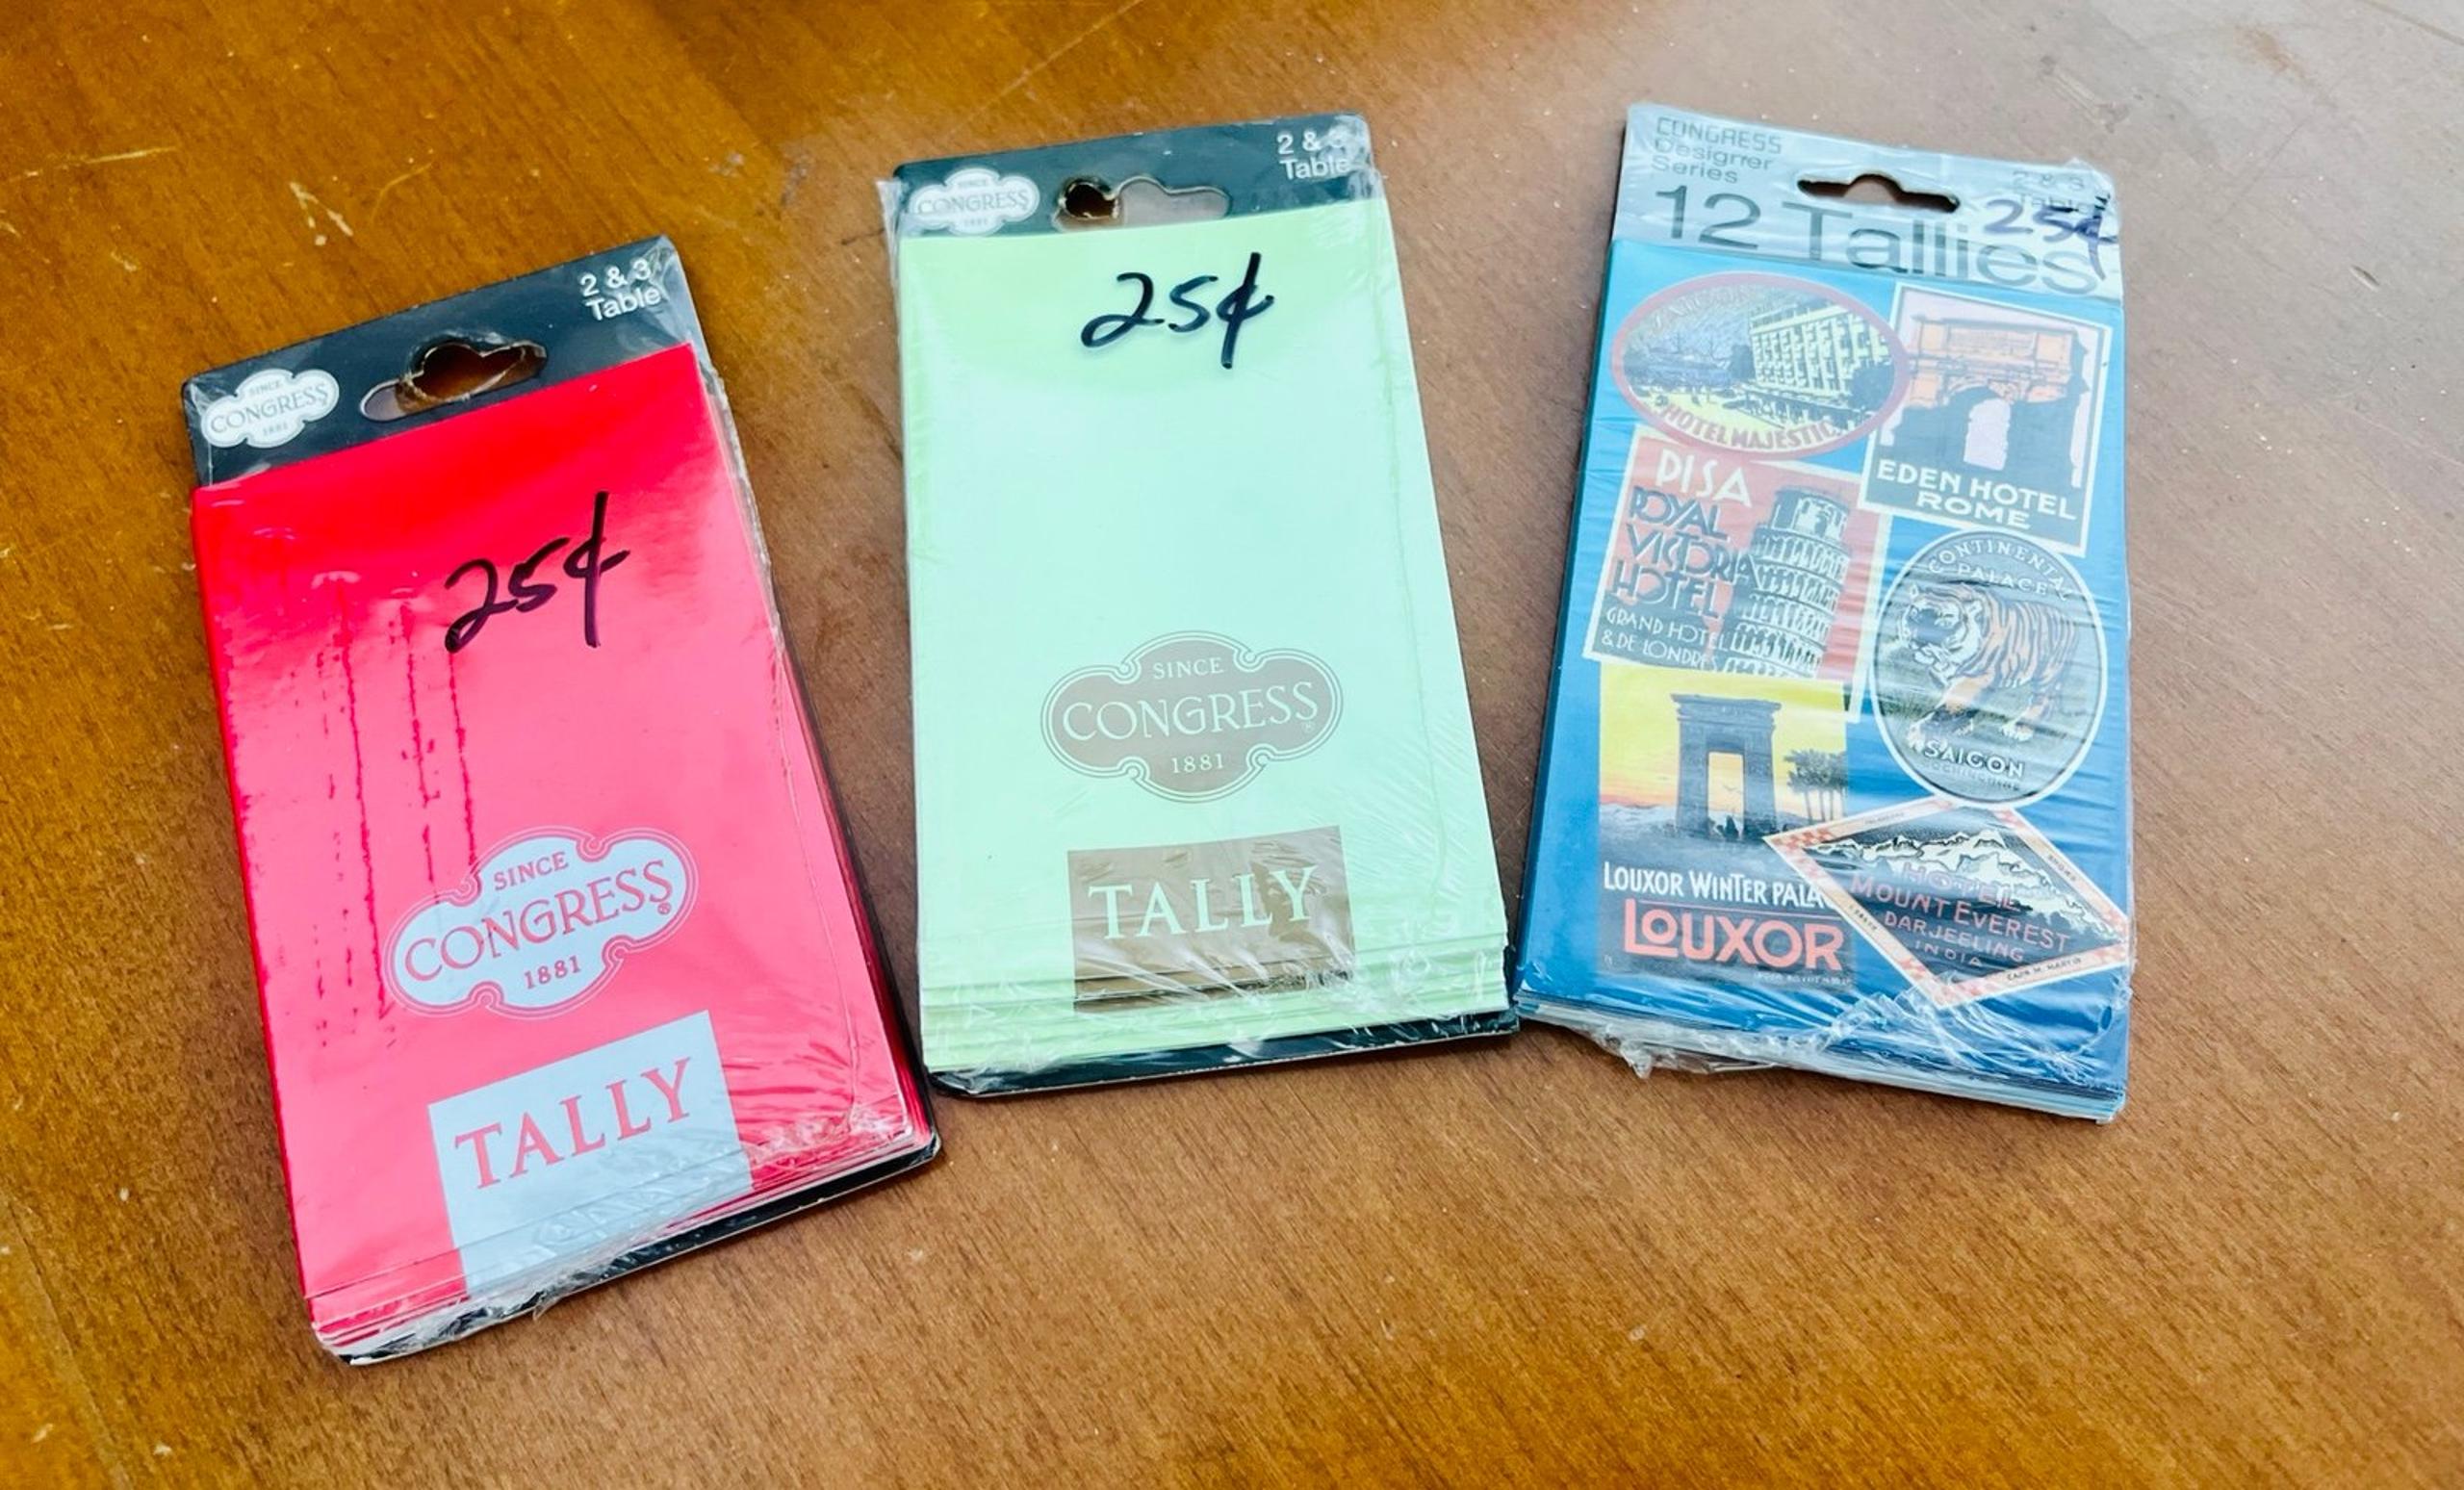 2 & 3
Table
SINCE
CONGRESS
1881
25¢
SINCE
CONGRESS®
1881
TALLY
2 &
Table
SINCE
CONGRESS
1881
25¢
SINCE
CONGRESS®
1881
TALLY
CONGRESS
Designer
Series
2 & 3
Table
25¢
12 Tallies
HOTEL MAJESTIC
EDEN HOTEL
ROME
PISA
ROYAL
VICTORIA
HOTEL
GRAND HOTEL
& DE LONDRES
CONTINENTAL
PALACE
SAIGON
LOUXOR WINTER PALA
LOUXOR
HOTEL
MOUNT EVEREST
DARJEELING
INDIA